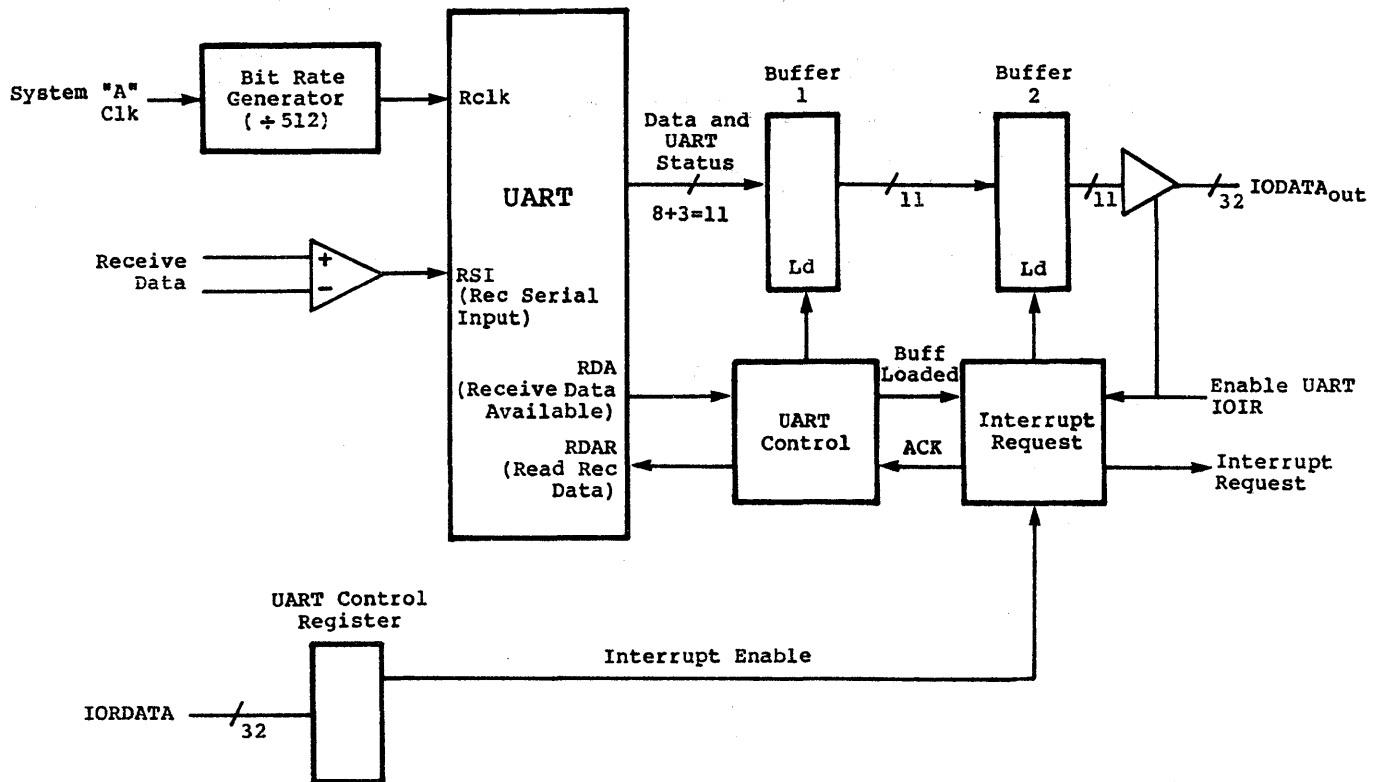 System "A"
Clk
Bit Rate
Generator
( ÷ 512)
Rclk
UART
Data and
UART
Status
8+3=11
Buffer
1
Ld
11
Buffer
2
Ld
11
32
IODATAout
Receive
Data
+
−
RSI
(Rec Serial
Input)
RDA
(Receive Data
Available)
RDAR
(Read Rec
Data)
UART
Control
Buff
Loaded
ACK
Interrupt
Request
Enable UART
IOIR
Interrupt
Request
UART Control
Register
Interrupt Enable
IORDATA
32